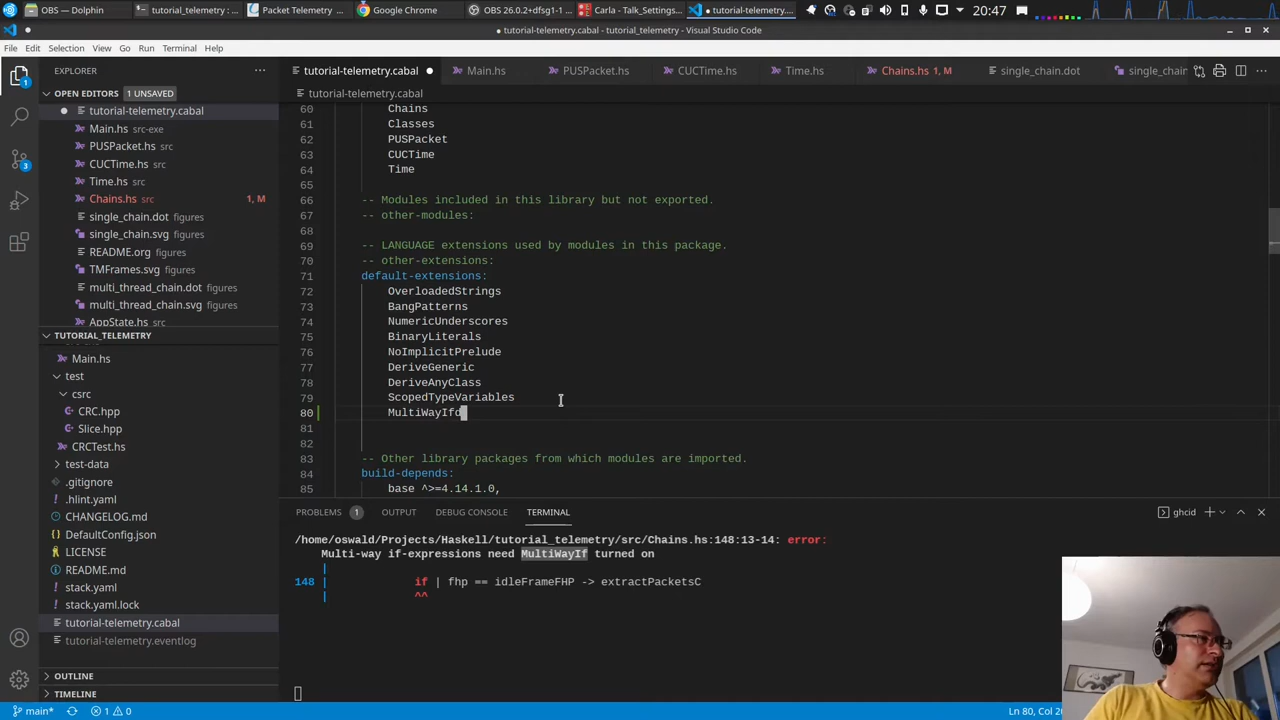 OBS — Dolphin
tutorial_telemetry : ...
Packet Telemetry ...
Google Chrome
OBS 26.0.2+dfsg1-1 ...
Carla - Talk_Settings...
• tutorial-telemetry....
20:47
File Edit Selection View Go Run Terminal Help
• tutorial-telemetry.cabal - tutorial_telemetry - Visual Studio Code
EXPLORER
OPEN EDITORS 1 UNSAVED
tutorial-telemetry.cabal
Main.hs src-exe
PUSPacket.hs src
CUCTime.hs src
Time.hs src
Chains.hs src 1, M
single_chain.dot figures
single_chain.svg figures
README.org figures
TMFrames.svg figures
multi_thread_chain.dot figures
multi_thread_chain.svg figures
AppState.hs src
TUTORIAL_TELEMETRY
Main.hs
test
csrc
CRC.hpp
Slice.hpp
CRCTest.hs
test-data
.gitignore
.hlint.yaml
CHANGELOG.md
DefaultConfig.json
LICENSE
README.md
stack.yaml
stack.yaml.lock
tutorial-telemetry.cabal
tutorial-telemetry.eventlog
OUTLINE
TIMELINE
1
3
tutorial-telemetry.cabal
Main.hs
PUSPacket.hs
CUCTime.hs
Time.hs
Chains.hs 1, M
single_chain.dot
single_chain
tutorial-telemetry.cabal
60 Chains
61 Classes
62 PUSPacket
63 CUCTime
64 Time
65
66 -- Modules included in this library but not exported.
67 -- other-modules:
68
69 -- LANGUAGE extensions used by modules in this package.
70 -- other-extensions:
71 default-extensions:
72 OverloadedStrings
73 BangPatterns
74 NumericUnderscores
75 BinaryLiterals
76 NoImplicitPrelude
77 DeriveGeneric
78 DeriveAnyClass
79 ScopedTypeVariables
80 MultiWayIfd
81
82
83 -- Other library packages from which modules are imported.
84 build-depends:
85 base ^>=4.14.1.0,
PROBLEMS 1 OUTPUT DEBUG CONSOLE TERMINAL
ghcid
/home/oswald/Projects/Haskell/tutorial_telemetry/src/Chains.hs:148:13-14: error:
Multi-way if-expressions need MultiWayIf turned on
|
148 | if | fhp == idleFrameFHP -> extractPacketsC
| ^^
main* 1 0
Ln 80, Col 2